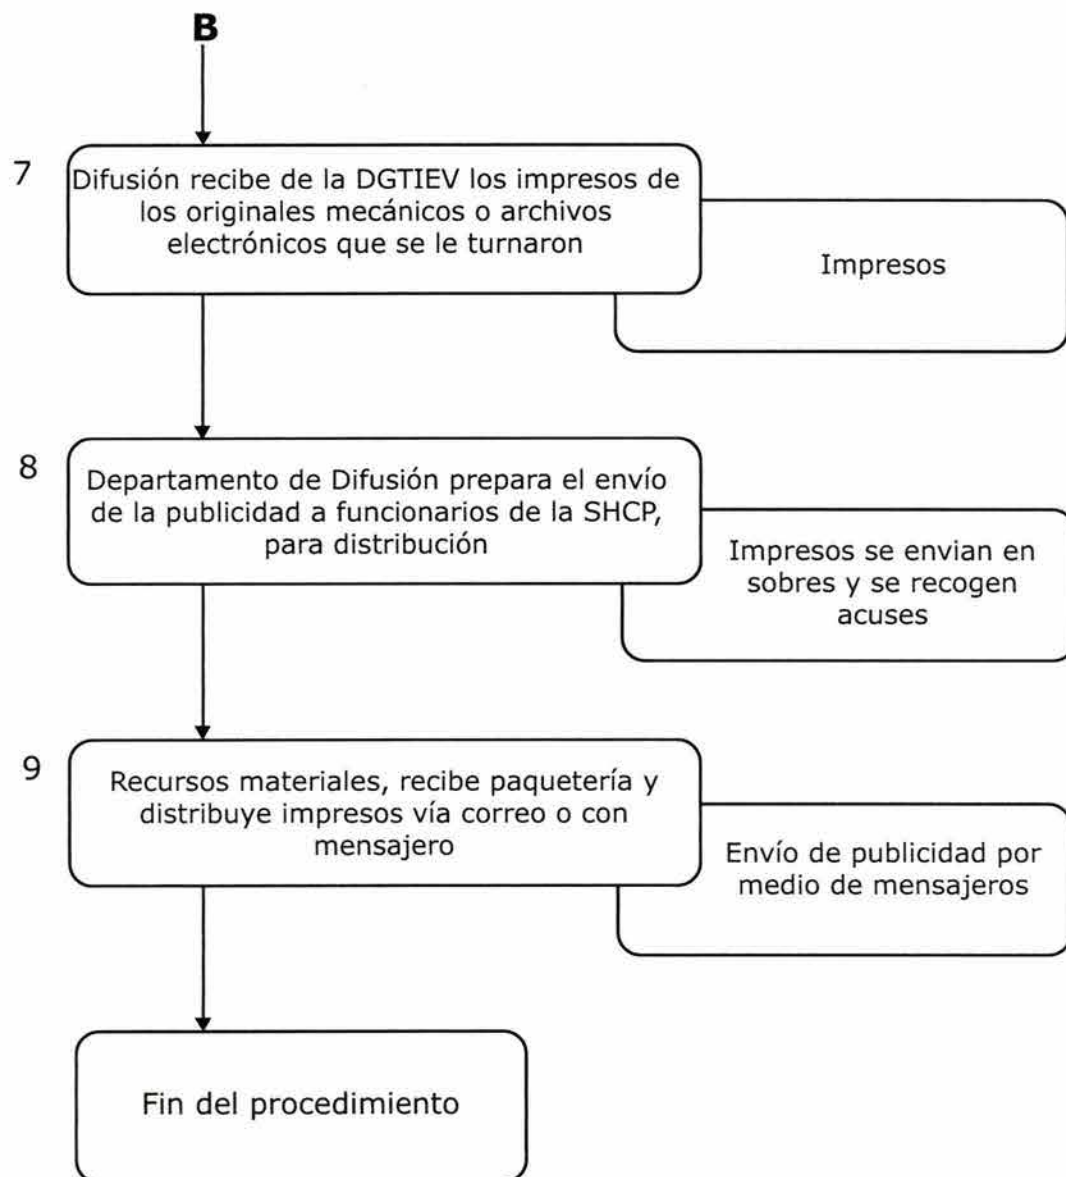 B
7
Difusión recibe de la DGTIEV los impresos de
los originales mecánicos o archivos
electrónicos que se le turnaron
Impresos
8
Departamento de Difusión prepara el envío
de la publicidad a funcionarios de la SHCP,
para distribución
Impresos se envian en
sobres y se recogen
acuses
9
Recursos materiales, recibe paquetería y
distribuye impresos vía correo o con
mensajero
Envío de publicidad por
medio de mensajeros
Fin del procedimiento